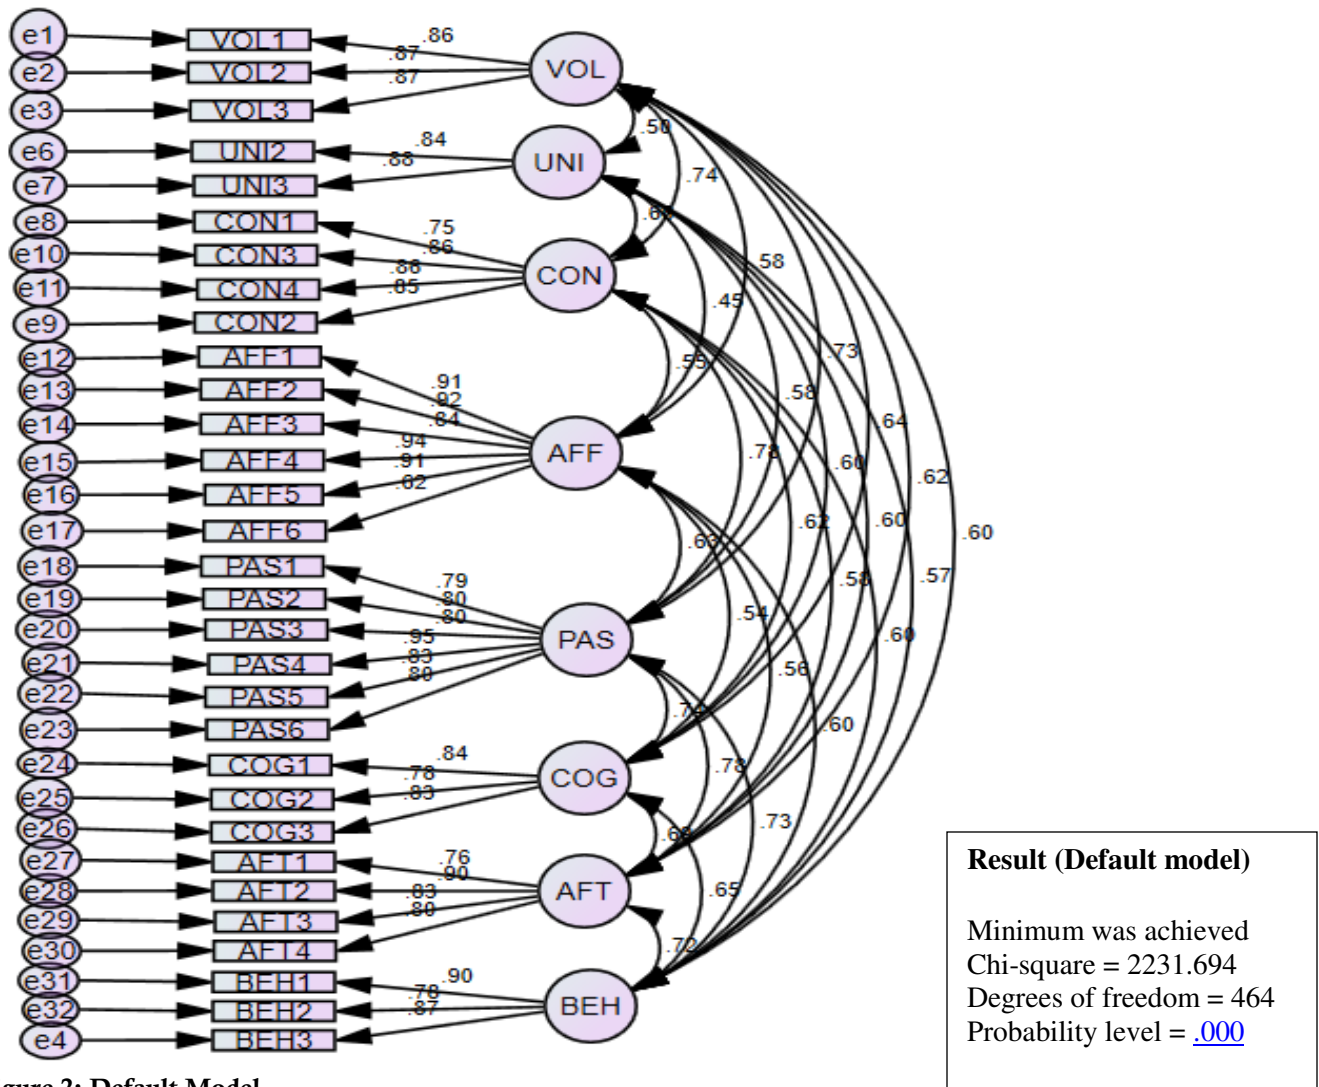 e1 VOL1 .86
e2 VOL2 .87 VOL
e3 VOL3 .87
.50
e6 UNI2 .84
e7 UNI3 .88 UNI
.74
e8 CON1 .75
e10 CON3 .86
e11 CON4 .86 CON
e9 CON2 .85
.58
.45
e12 AFF1 .91
.55
.73
e13 AFF2 .92
.58
e14 AFF3 .84
.64
e15 AFF4 .94 AFF
.78
.60
e16 AFF5 .91
.62
e17 AFF6 .62
.62
.60
.60
e18 PAS1 .79
.63
.58
.57
e19 PAS2 .80
.54
e20 PAS3 .80
.60
e21 PAS4 .95 PAS
.56
e22 PAS5 .83
e23 PAS6 .80
.74
.60
e24 COG1 .84
.78
e25 COG2 .78 COG
e26 COG3 .83
.73
e27 AFT1 .76
e28 AFT2 .90 AFT
.65
e29 AFT3 .83
e30 AFT4 .80
.72
e31 BEH1 .90
e32 BEH2 .78 BEH
e4 BEH3 .87
Result (Default model)
Minimum was achieved
Chi-square = 2231.694
Degrees of freedom = 464
Probability level = .000
2: Default Model